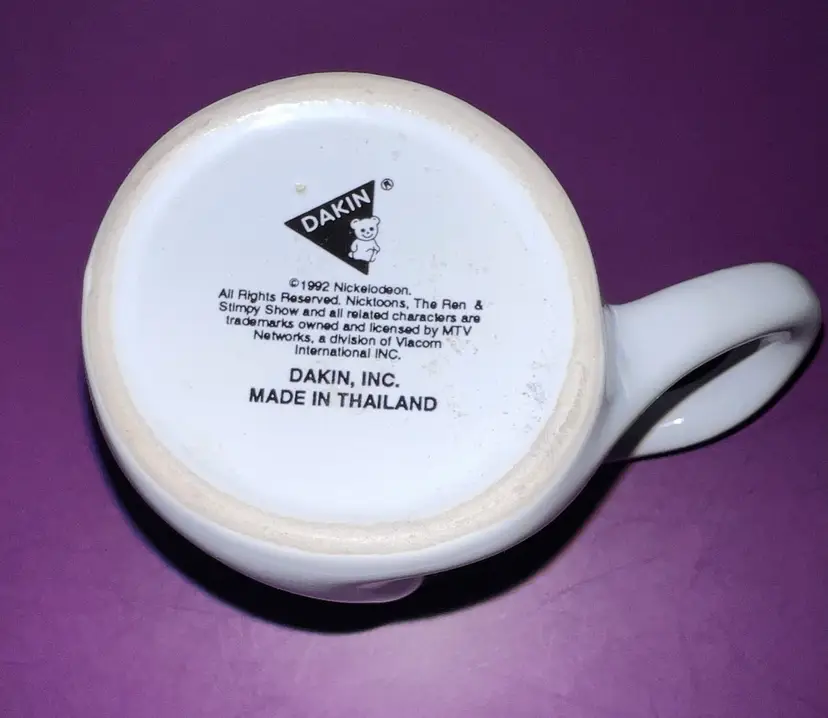 DAKIN ®
©1992 Nickelodeon.
All Rights Reserved. Nicktoons, The Ren &
Stimpy Show and all related characters are
trademarks owned and licensed by MTV
Networks, a division of Viacom
International INC.
DAKIN, INC.
MADE IN THAILAND